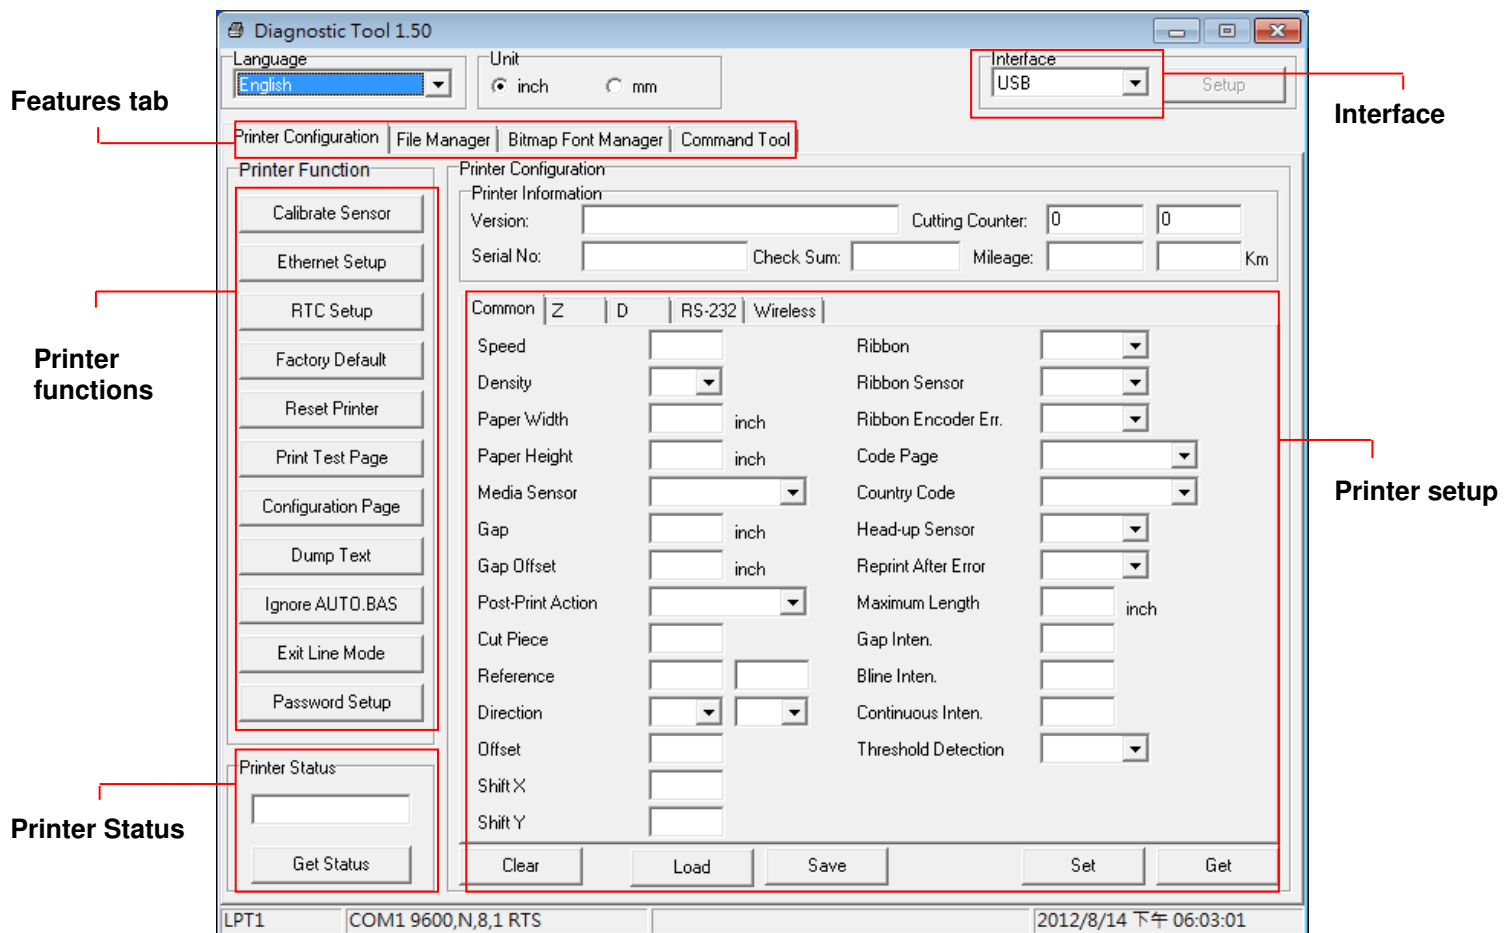 Diagnostic Tool 1.50
Language
English
Unit
inch
mm
Interface
USB
Setup
Features tab
Interface
Printer Configuration
File Manager
Bitmap Font Manager
Command Tool
Printer Function
Calibrate Sensor
Ethernet Setup
RTC Setup
Factory Default
Reset Printer
Print Test Page
Configuration Page
Dump Text
Ignore AUTO.BAS
Exit Line Mode
Password Setup
Printer functions
Printer Status
Get Status
Printer Status
Printer Configuration
Printer Information
Version:
Cutting Counter: 0 0
Serial No:
Check Sum:
Mileage:
Km
Common
Z
D
RS-232
Wireless
Speed
Density
Paper Width inch
Paper Height inch
Media Sensor
Gap inch
Gap Offset inch
Post-Print Action
Cut Piece
Reference
Direction
Offset
Shift X
Shift Y
Ribbon
Ribbon Sensor
Ribbon Encoder Err.
Code Page
Country Code
Head-up Sensor
Reprint After Error
Maximum Length inch
Gap Inten.
Bline Inten.
Continuous Inten.
Threshold Detection
Printer setup
Clear
Load
Save
Set
Get
LPT1
COM1 9600,N,8,1 RTS
2012/8/14 下午 06:03:01